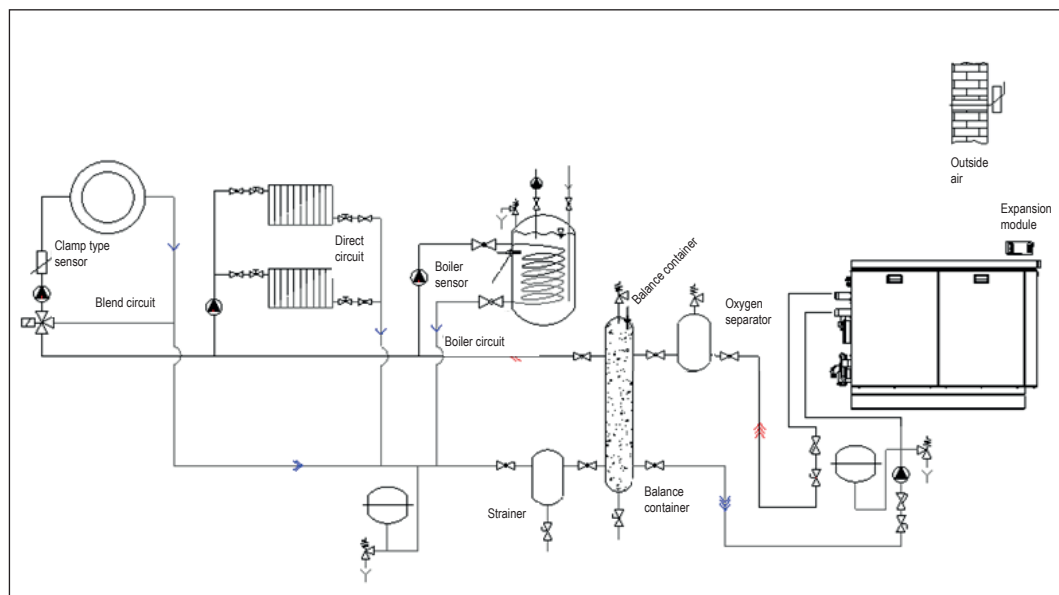 Outside
air
Expansion
module
Clamp type
sensor
Blend circuit
Direct
circuit
Boiler
sensor
Boiler circuit
Balance container
Oxygen
separator
Strainer
Balance
container